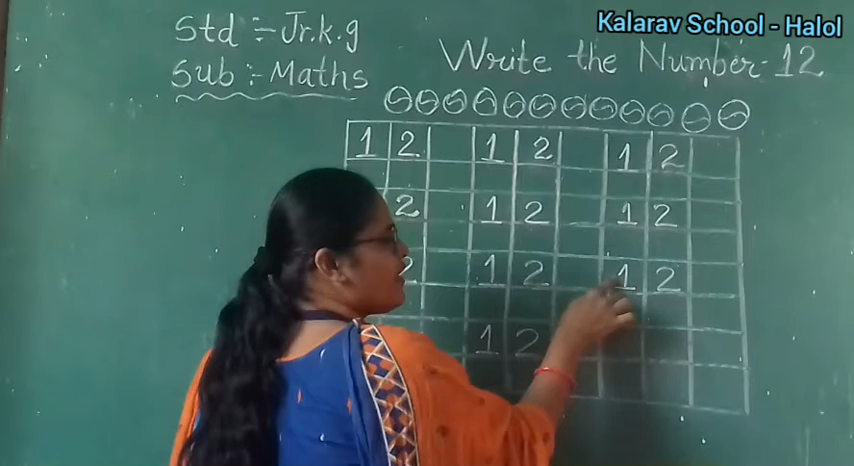 Kalarav School - Halol
Std :- Jr.k.g
Sub :- Maths
Write the Number - 12
1 2 1 2 1 2
2 1 2 1 2
2 1 2 1 2
1 2